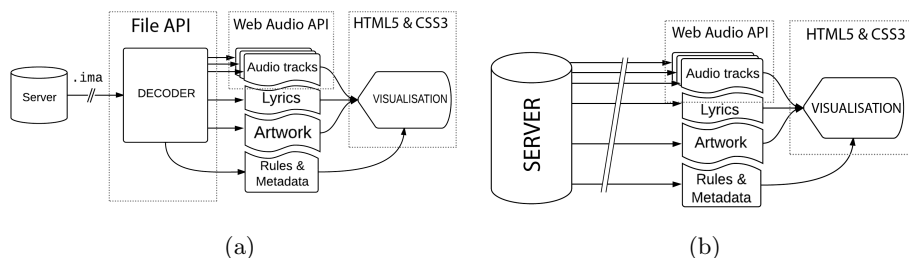 File API
Web Audio API
HTML5 & CSS3
.ima
Server
DECODER
Audio tracks
Lyrics
Artwork
Rules &
Metadata
VISUALISATION
(a)
Web Audio API
HTML5 & CSS3
SERVER
Audio tracks
Lyrics
Artwork
Rules &
Metadata
VISUALISATION
(b)